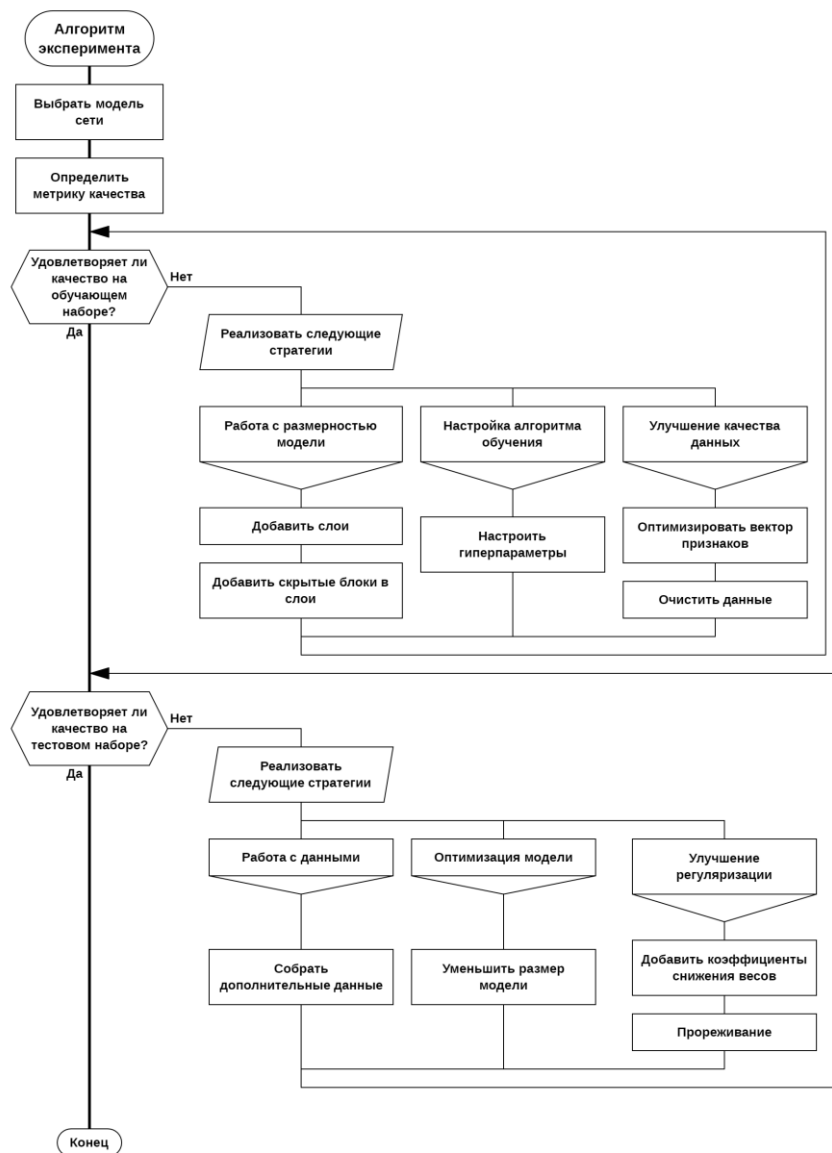 Алгоритм
эксперимента
Выбрать модель
сети
Определить
метрику качества
Удовлетворяет ли
качество на
обучающем
наборе?
Нет
Да
Реализовать следующие
стратегии
Работа с размерностью
модели
Настройка алгоритма
обучения
Улучшение качества
данных
Добавить слои
Настроить
гиперпараметры
Оптимизировать вектор
признаков
Добавить скрытые блоки в
слои
Очистить данные
Удовлетворяет ли
качество на
тестовом наборе?
Нет
Да
Реализовать
следующие стратегии
Работа с данными
Оптимизация модели
Улучшение
регуляризации
Собрать
дополнительные данные
Уменьшить размер
модели
Добавить коэффициенты
снижения весов
Прореживание
Конец